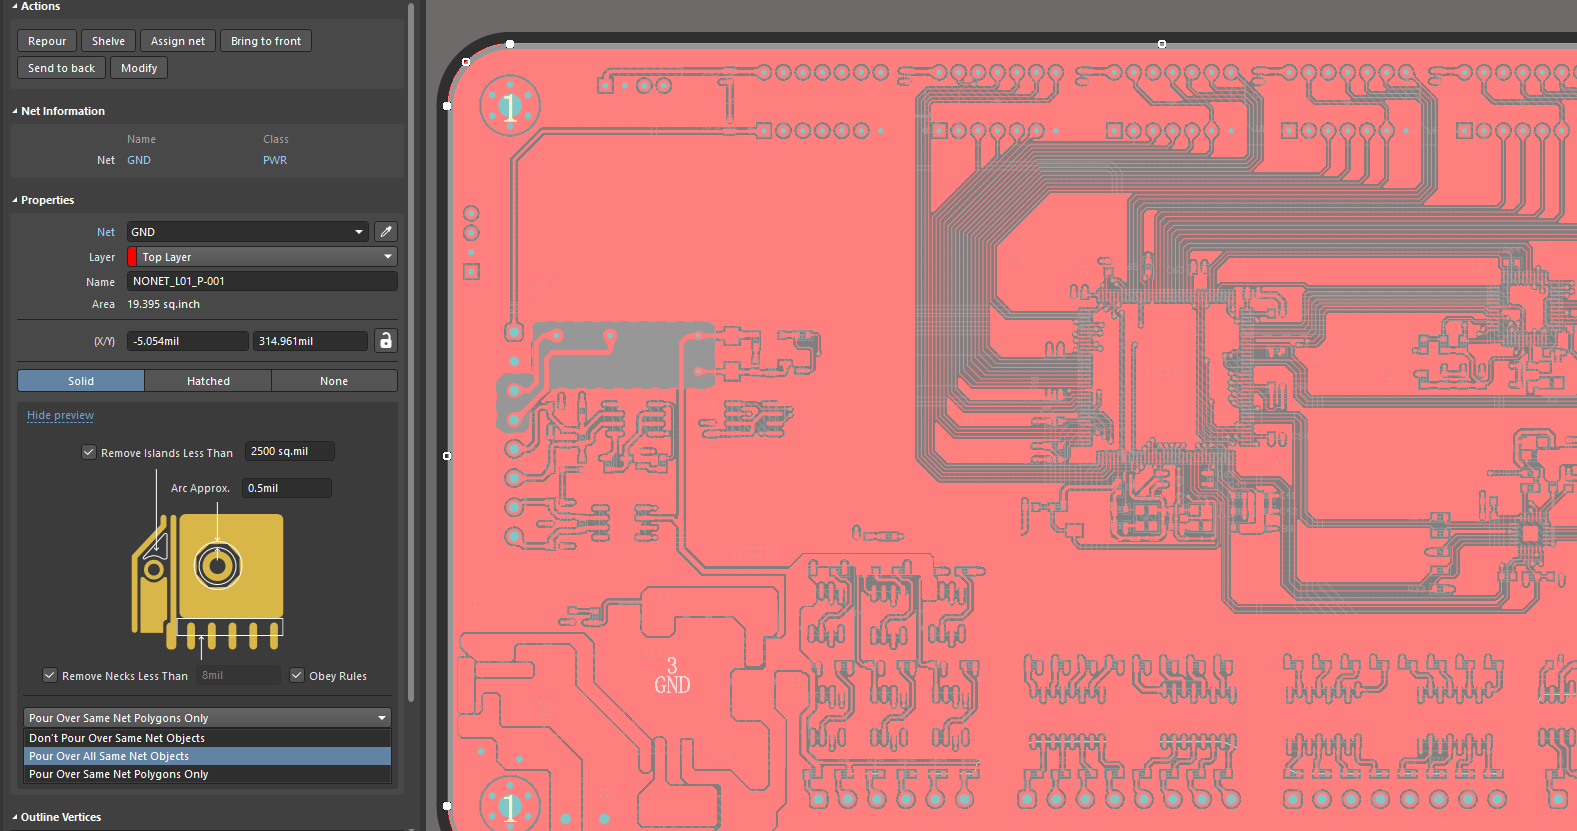 Actions
Repour Shelve Assign net Bring to front
Send to back Modify
Net Information
Name Class
Net GND PWR
Properties
Net GND
Layer Top Layer
Name NONET_L01_P-001
Area 19.395 sq.inch
(X/Y) -5.054mil 314.961mil
Solid Hatched None
Hide preview
Remove Islands Less Than 2500 sq.mil
Arc Approx. 0.5mil
Remove Necks Less Than 8mil Obey Rules
Pour Over Same Net Polygons Only
Don't Pour Over Same Net Objects
Pour Over All Same Net Objects
Pour Over Same Net Polygons Only
Outline Vertices
1
3
GND
1